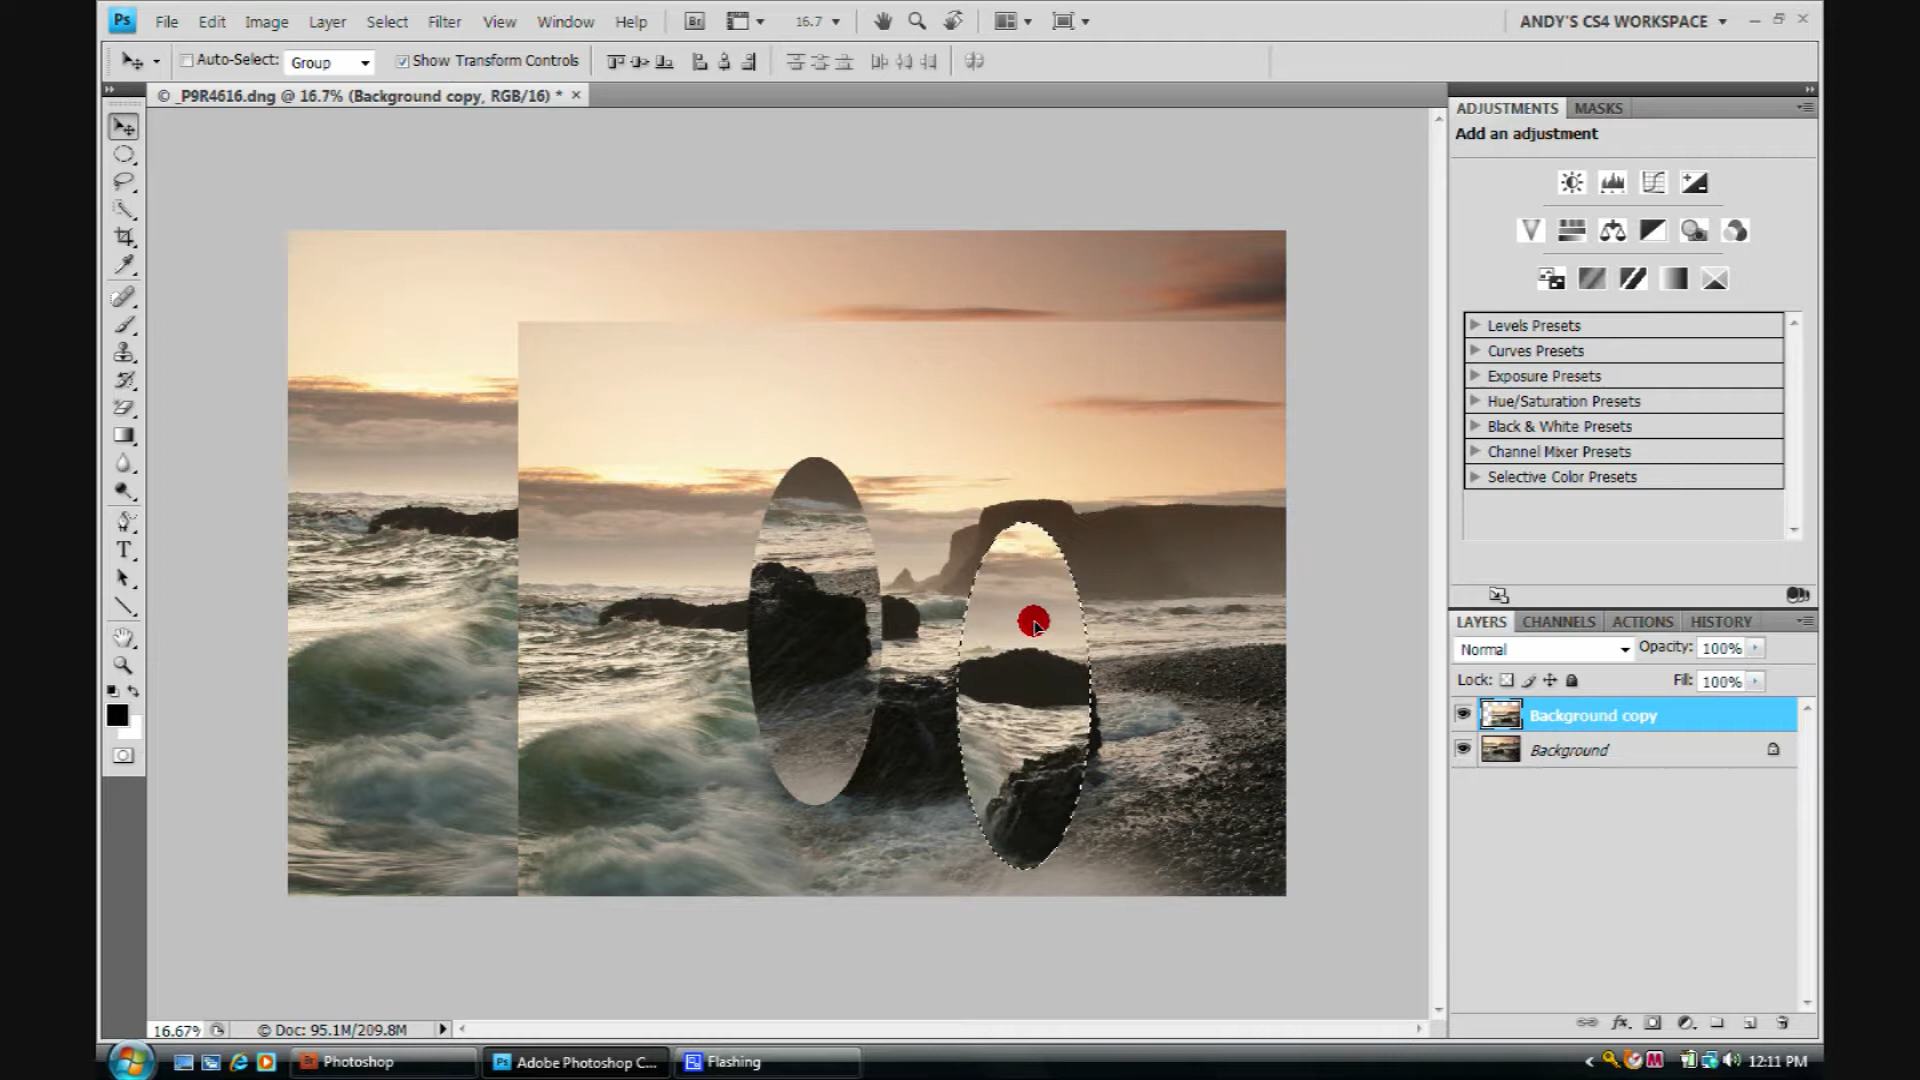 Ps File Edit Image Layer Select Filter View Window Help Br 16.7 ANDY'S CS4 WORKSPACE
Auto-Select: Group Show Transform Controls
© _P9R4616.dng @ 16.7% (Background copy, RGB/16) *
ADJUSTMENTS MASKS
Add an adjustment
Levels Presets
Curves Presets
Exposure Presets
Hue/Saturation Presets
Black & White Presets
Channel Mixer Presets
Selective Color Presets
LAYERS CHANNELS ACTIONS HISTORY
Normal Opacity: 100%
Lock: Fill: 100%
Background copy
Background
16.67% © Doc: 95.1M/209.8M
Br Photoshop Ps Adobe Photoshop C... Flashing 12:11 PM